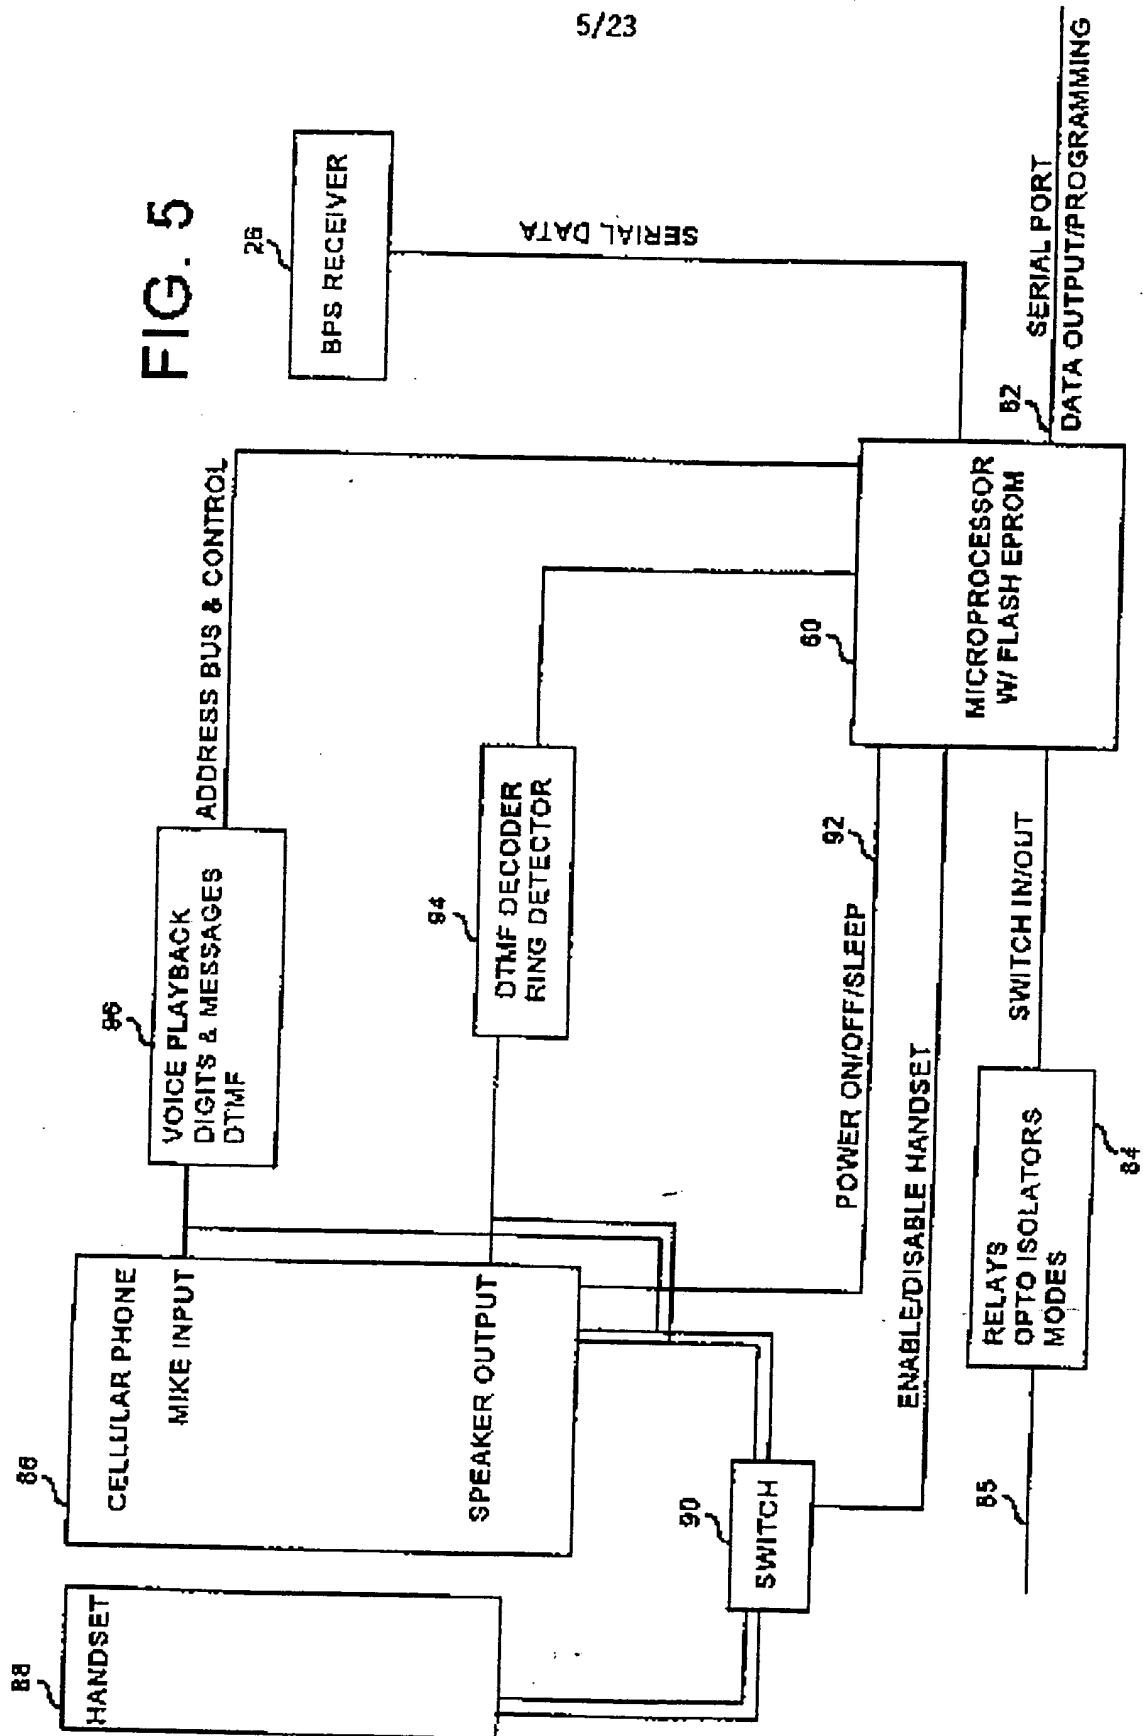 5/23
FIG. 5
88
HANDSET
86
CELLULAR PHONE
MIKE INPUT
SPEAKER OUTPUT
96
VOICE PLAYBACK
DIGITS & MESSAGES
DTMF
ADDRESS BUS & CONTROL
26
BPS RECEIVER
SERIAL DATA
94
DTMF DECODER
RING DETECTOR
90
SWITCH
POWER ON/OFF/SLEEP
92
ENABLE/DISABLE HANDSET
60
MICROPROCESSOR
W/ FLASH EPROM
62
SERIAL PORT
DATA OUTPUT/PROGRAMMING
85
RELAYS
OPTO ISOLATORS
MODES
84
SWITCH IN/OUT